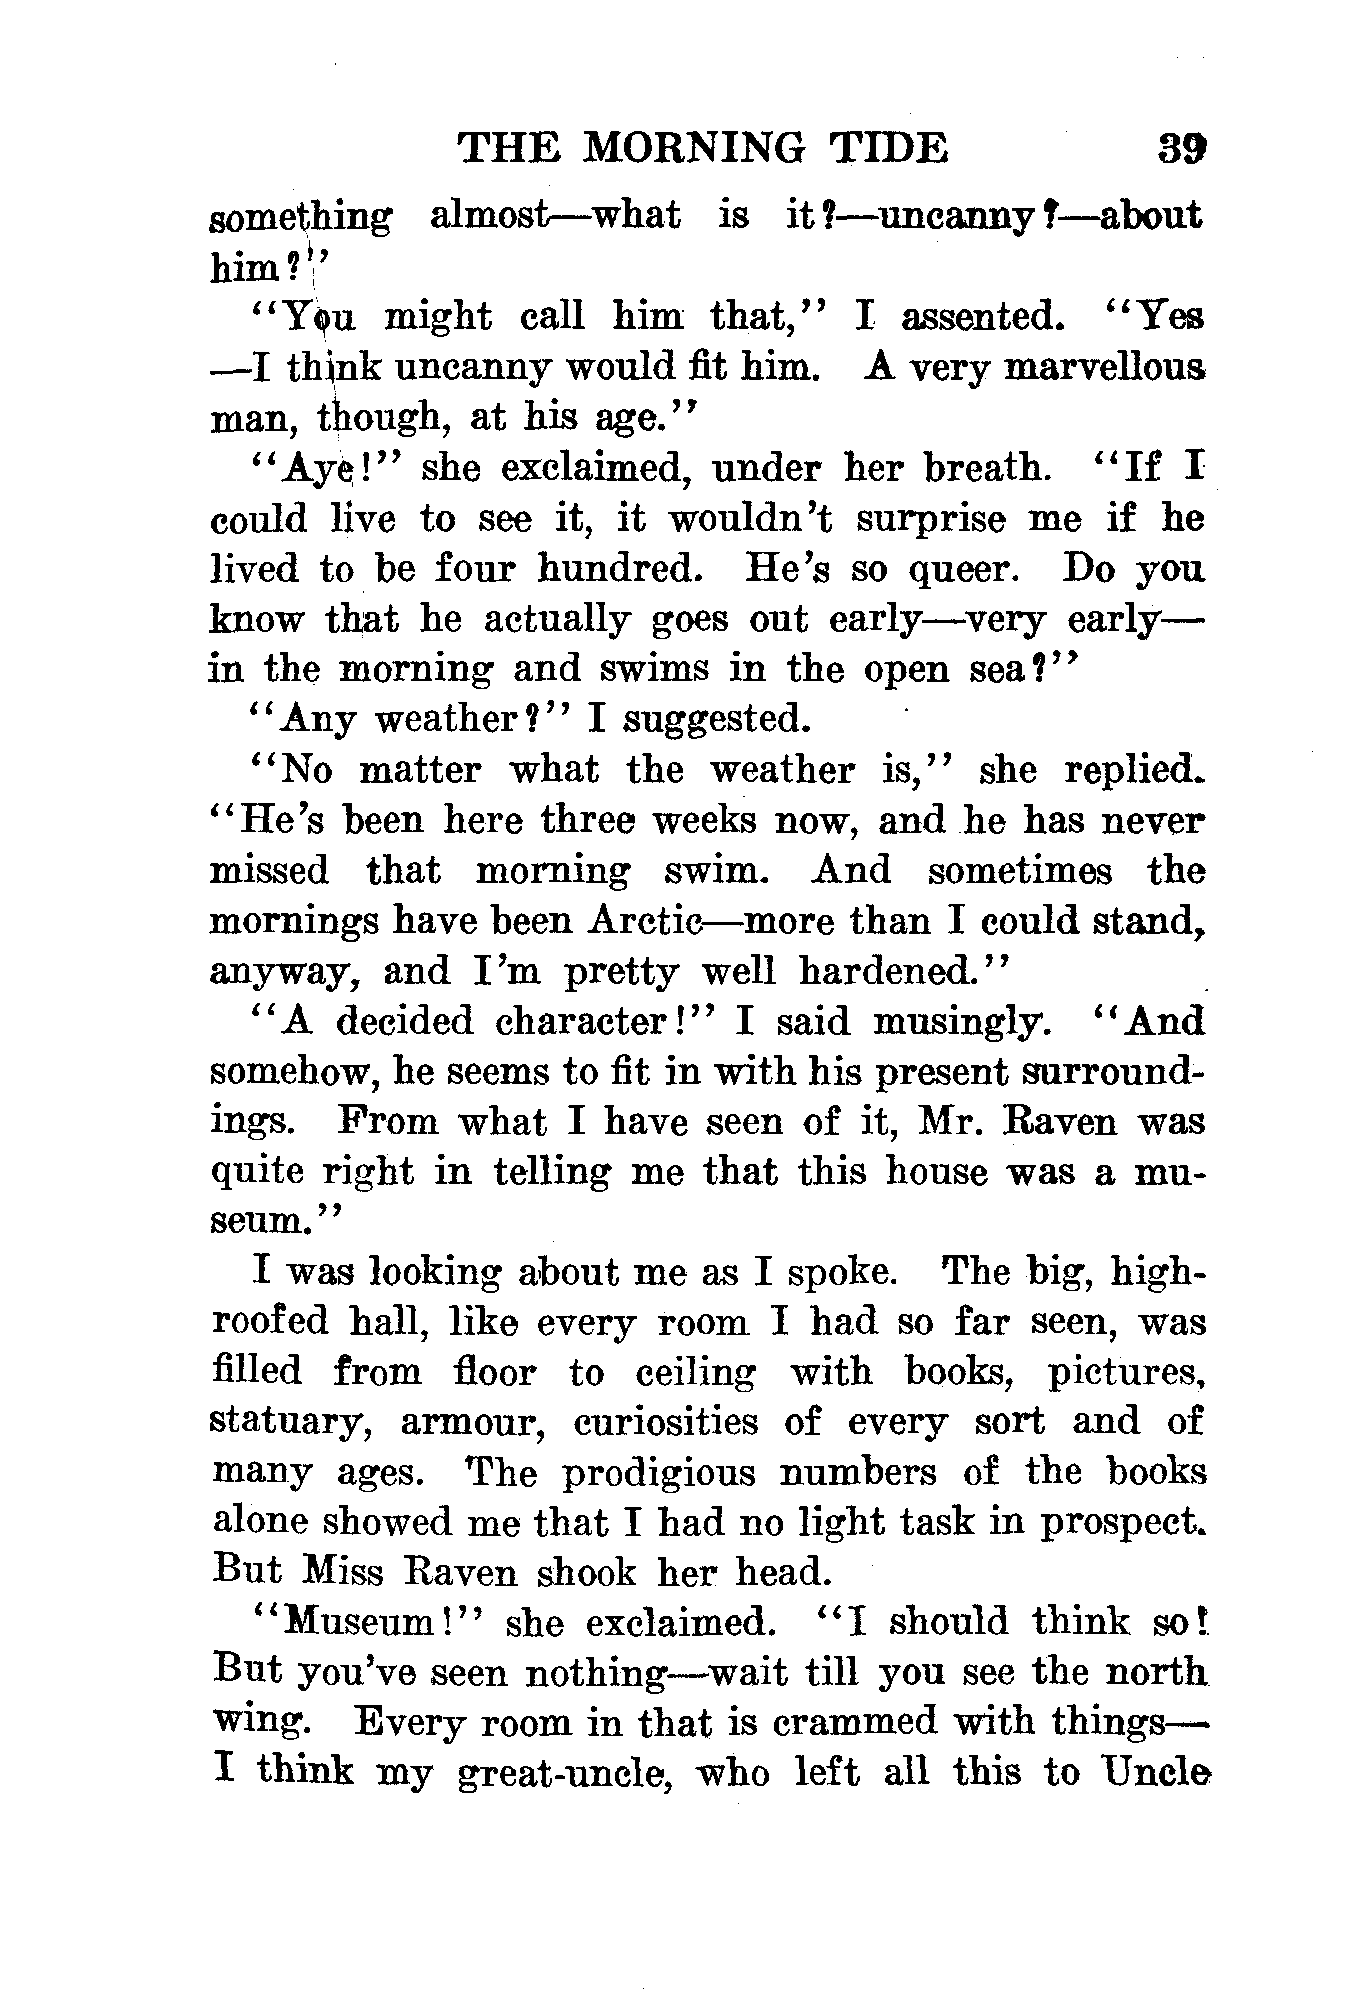 THE MORNING TIDE 39
something almost—what is it?—uncanny?—about
him?"
"You might call him that," I assented. "Yes
—I think uncanny would fit him. A very marvellous
man, though, at his age."
"Aye!" she exclaimed, under her breath. "If I
could live to see it, it wouldn't surprise me if he
lived to be four hundred. He's so queer. Do you
know that he actually goes out early—very early—
in the morning and swims in the open sea?"
"Any weather?" I suggested.
"No matter what the weather is," she replied.
"He's been here three weeks now, and he has never
missed that morning swim. And sometimes the
mornings have been Arctic—more than I could stand,
anyway, and I'm pretty well hardened."
"A decided character!" I said musingly. "And
somehow, he seems to fit in with his present surround-
ings. From what I have seen of it, Mr. Raven was
quite right in telling me that this house was a mu-
seum."
I was looking about me as I spoke. The big, high-
roofed hall, like every room I had so far seen, was
filled from floor to ceiling with books, pictures,
statuary, armour, curiosities of every sort and of
many ages. The prodigious numbers of the books
alone showed me that I had no light task in prospect.
But Miss Raven shook her head.
"Museum!" she exclaimed. "I should think so!
But you've seen nothing—wait till you see the north
wing. Every room in that is crammed with things—
I think my great-uncle, who left all this to Uncle